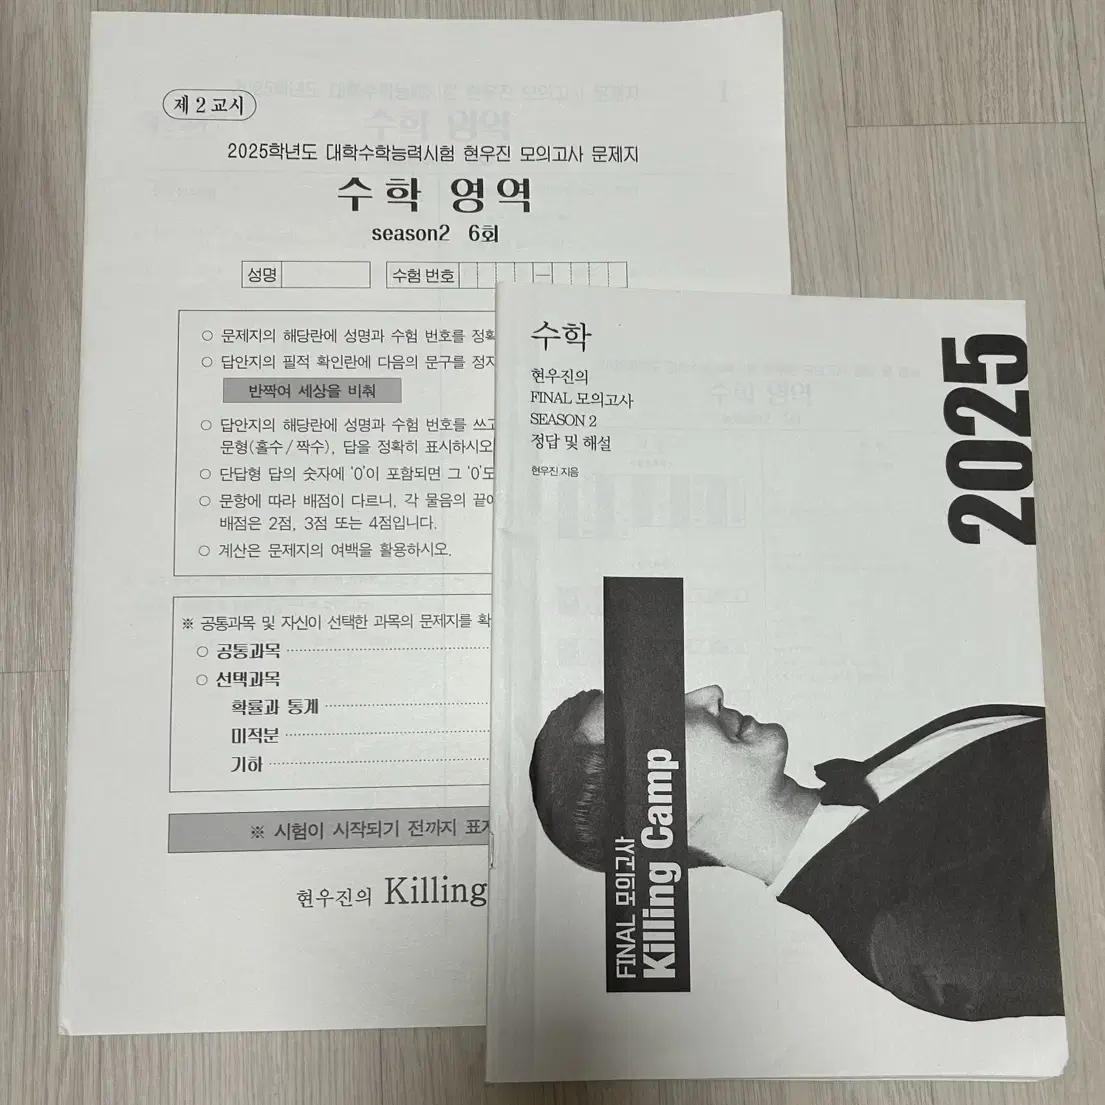 제 2 교시
2025학년도 대학수학능력시험 현우진 모의고사 문제지
수학 영역
season2 6회
성명
수험 번호
○ 문제지의 해당란에 성명과 수험 번호를 정확
○ 답안지의 필적 확인란에 다음의 문구를 정자
반짝여 세상을 비춰
○ 답안지의 해당란에 성명과 수험 번호를 쓰고
문형(홀수/짝수), 답을 정확히 표시하시오
○ 단답형 답의 숫자에 '0'이 포함되면 그 '0'도
○ 문항에 따라 배점이 다르니, 각 물음의 끝에
배점은 2점, 3점 또는 4점입니다.
○ 계산은 문제지의 여백을 활용하시오.
※ 공통과목 및 자신이 선택한 과목의 문제지를 확
○ 공통과목
○ 선택과목
확률과 통계
미적분
기하
※ 시험이 시작되기 전까지 표지
현우진의 Killing
수학
현우진의
FINAL 모의고사
SEASON 2
정답 및 해설
현우진 지음
2025
FINAL 모의고사
Killing Camp